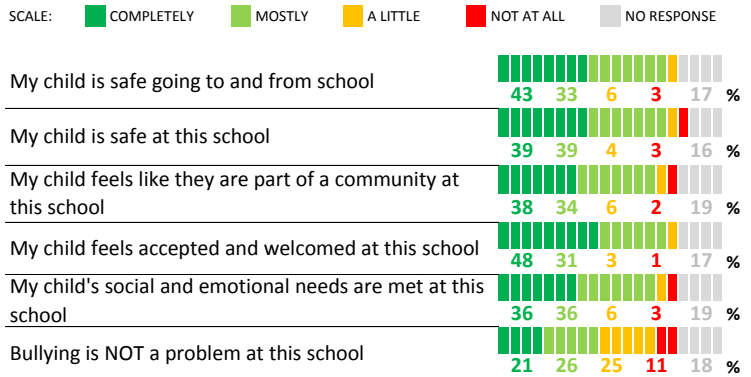 SCALE: COMPLETELY MOSTLY A LITTLE NOT AT ALL NO RESPONSE
My child is safe going to and from school
43 33 6 3 17 %
My child is safe at this school
39 39 4 3 16 %
My child feels like they are part of a community at
this school
38 34 6 2 19 %
My child feels accepted and welcomed at this school
48 31 3 1 17 %
My child's social and emotional needs are met at this
school
36 36 6 3 19 %
Bullying is NOT a problem at this school
21 26 25 11 18 %